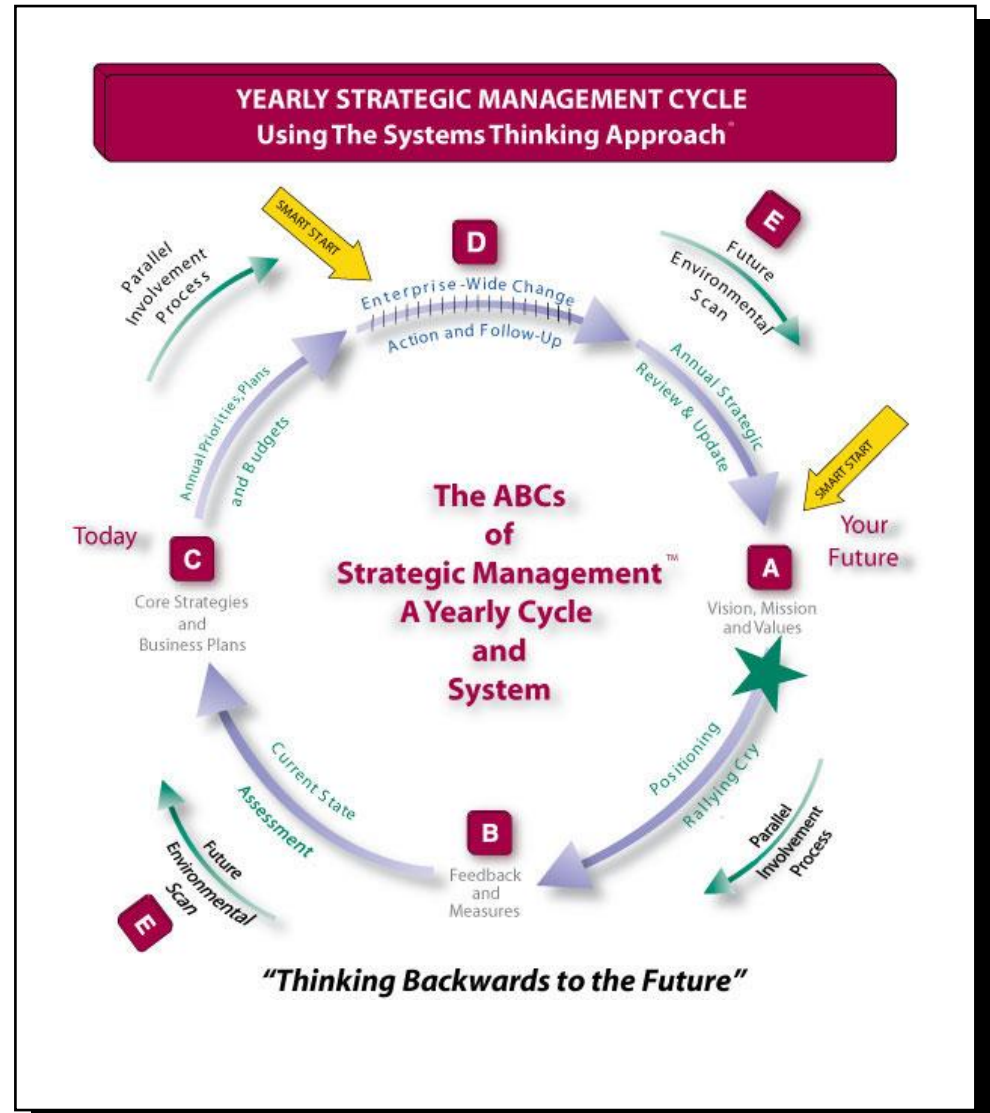 YEARLY STRATEGIC MANAGEMENT CYCLE
Using The Systems Thinking Approach®
SMART START
D
E
Parallel
Involvement
Process
Enterprise-Wide Change
Action and Follow-Up
Future
Environmental
Scan
Annual Priorities, Plans
and Budgets
Annual Strategic
Review & Update
SMART START
Today
C
Core Strategies
and
Business Plans
The ABCs
of
Strategic Management™
A Yearly Cycle
and
System
Your
Future
A
Vision, Mission
and Values
Current State
Assessment
Positioning
Rallying Cry
B
Feedback
and
Measures
Parallel
Involvement
Process
Future
Environmental
Scan
E
“Thinking Backwards to the Future”